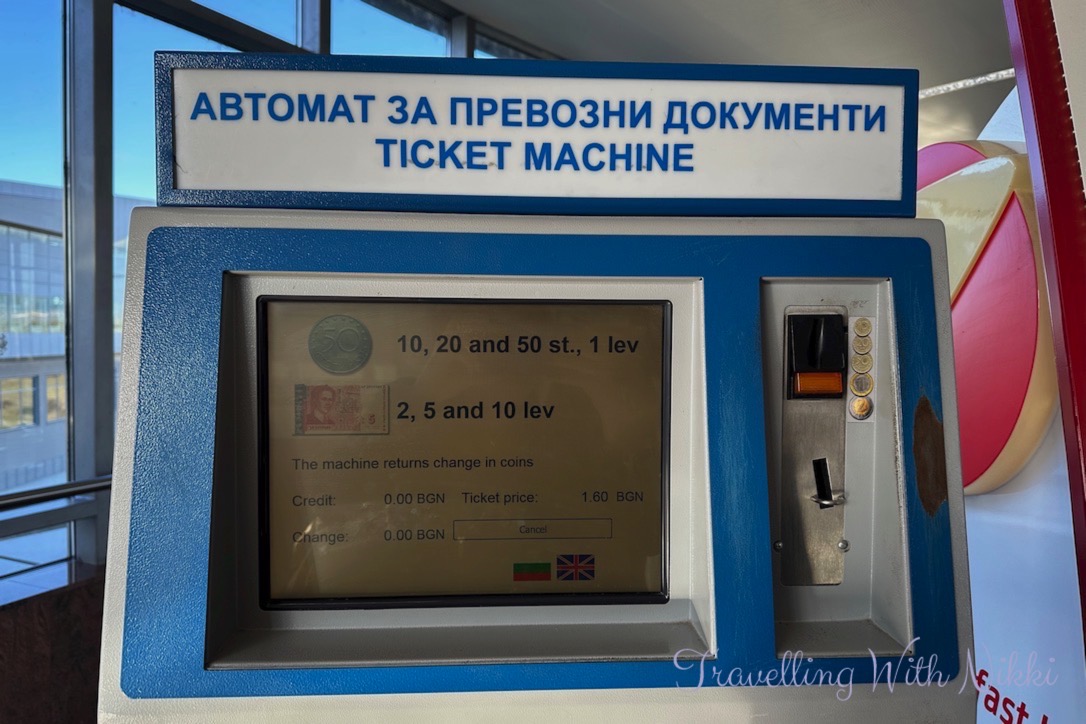 АВТОМАТ ЗА ПРЕВОЗНИ ДОКУМЕНТИ
TICKET MACHINE
10, 20 and 50 st., 1 lev
2, 5 and 10 lev
The machine returns change in coins
Credit: 0.00 BGN Ticket price: 1.60 BGN
Change: 0.00 BGN Cancel
Travelling With Nikki
fast